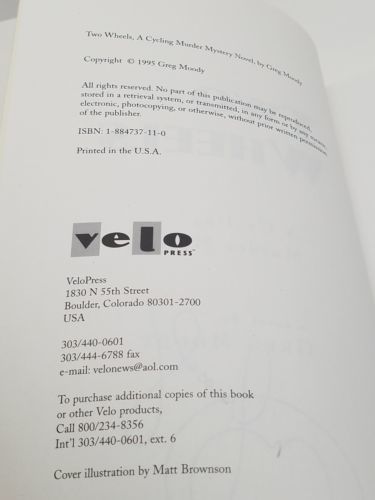 Two Wheels, A Cycling Murder Mystery Novel, by Greg Moody
Copyright © 1995 Greg Moody
All rights reserved. No part of this publication may be reproduced,
stored in a retrieval system, or transmitted, in any form or by any means,
electronic, photocopying, or otherwise, without prior written permission
of the publisher.
ISBN: 1-884737-11-0
Printed in the U.S.A.
velo
PRESS™
VeloPress
1830 N 55th Street
Boulder, Colorado 80301-2700
USA
303/440-0601
303/444-6788 fax
e-mail: velonews@aol.com
To purchase additional copies of this book
or other Velo products,
Call 800/234-8356
Int'l 303/440-0601, ext. 6
Cover illustration by Matt Brownson